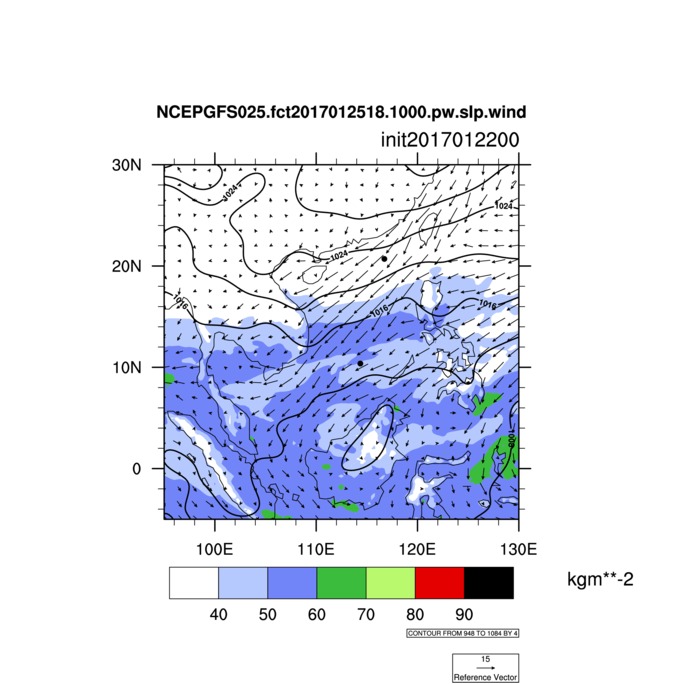 NCEPGFS025.fct2017012518.1000.pw.slp.wind
init2017012200
30N
1024
1024
1024
20N
1016
1016
1016
10N
1008
0
100E 110E 120E 130E
kgm**-2
40 50 60 70 80 90
CONTOUR FROM 948 TO 1084 BY 4
15
Reference Vector